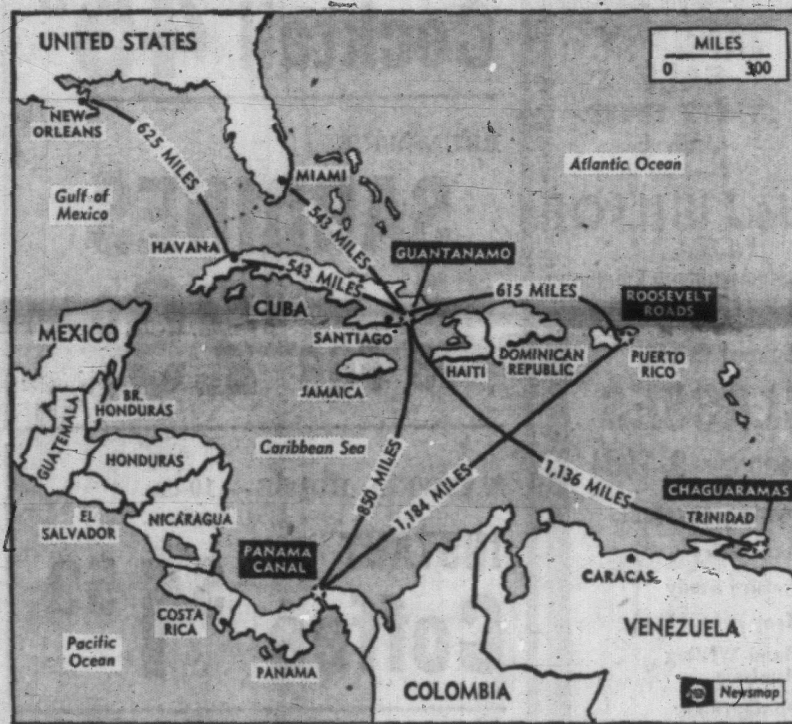 UNITED STATES
MILES
0 300
NEW
ORLEANS
625 MILES
MIAMI
Atlantic Ocean
Gulf of
Mexico
543 MILES
HAVANA
543 MILES
GUANTANAMO
615 MILES
ROOSEVELT
ROADS
CUBA
MEXICO
SANTIAGO
HAITI
DOMINICAN
REPUBLIC
PUERTO
RICO
JAMAICA
BR.
HONDURAS
GUATEMALA
HONDURAS
Caribbean Sea
850 MILES
1,184 MILES
1,136 MILES
CHAGUARAMAS
TRINIDAD
EL
SALVADOR
NICARAGUA
PANAMA
CANAL
CARACAS
COSTA
RICA
VENEZUELA
Pacific
Ocean
PANAMA
COLOMBIA
Newsmap